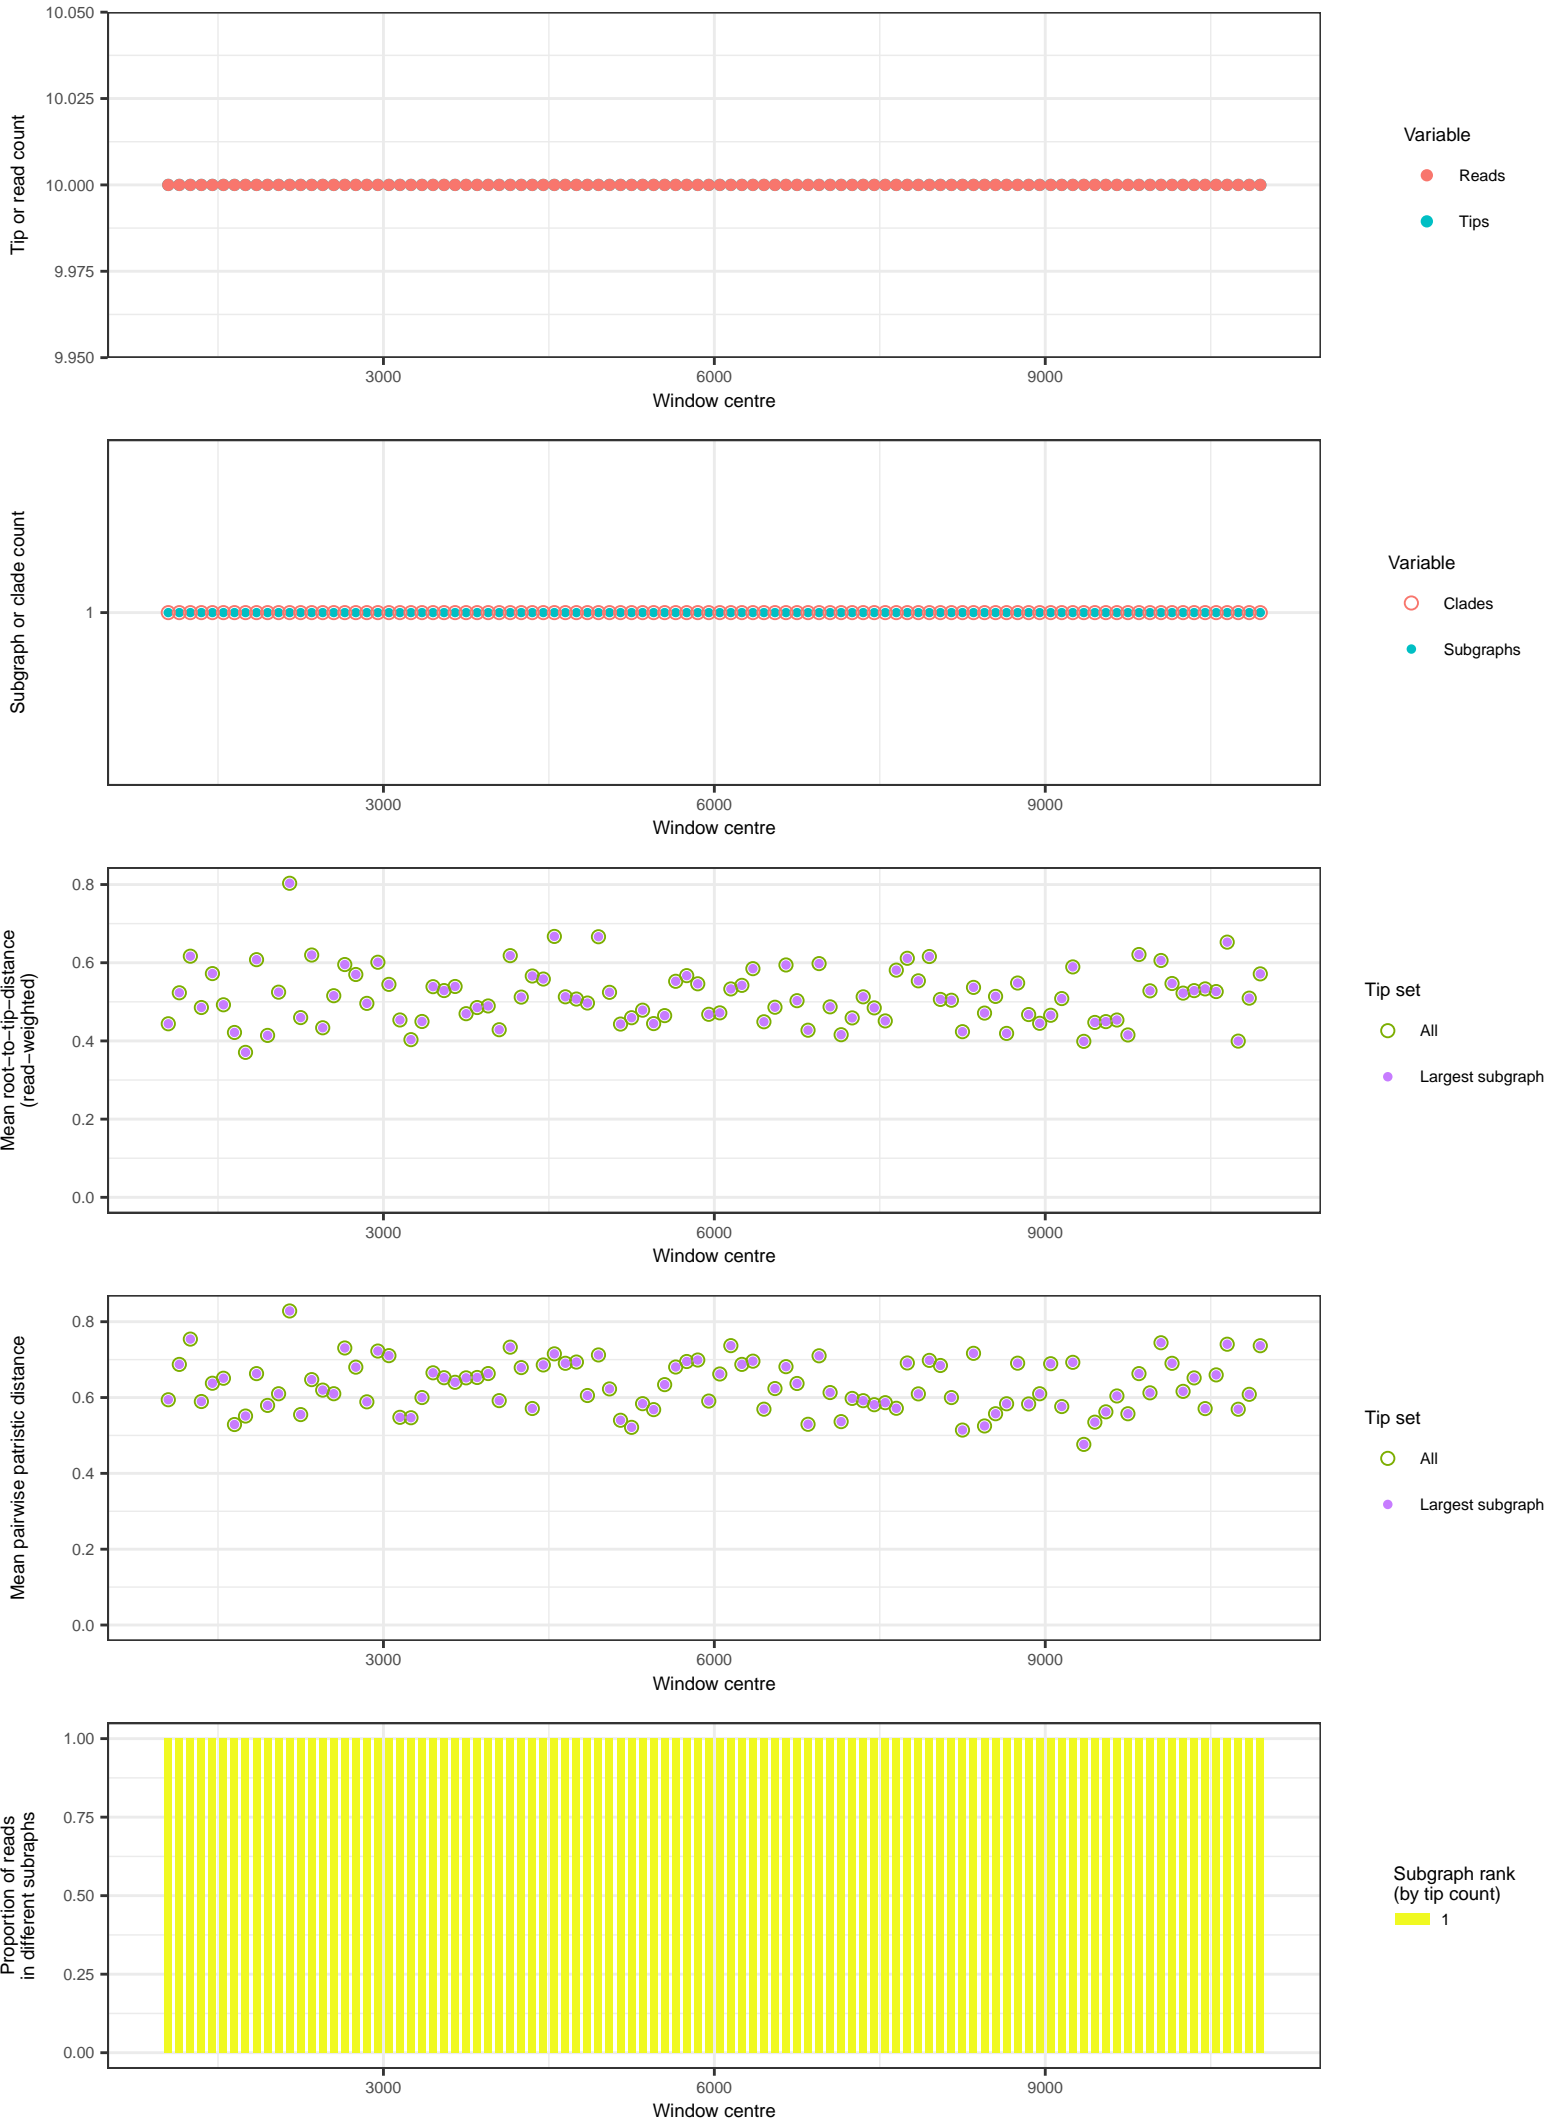 10.050
10.025
10.000
9.975
9.950
Tip or read count
3000 6000 9000
Window centre
Variable
Reads
Tips
1
Subgraph or clade count
3000 6000 9000
Window centre
Variable
Clades
Subgraphs
0.8
0.6
0.4
0.2
0.0
Mean root−to−tip−distance
(read−weighted)
3000 6000 9000
Window centre
Tip set
All
Largest subgraph
0.8
0.6
0.4
0.2
0.0
Mean pairwise patristic distance
3000 6000 9000
Window centre
Tip set
All
Largest subgraph
1.00
0.75
0.50
0.25
0.00
Proportion of reads
in different subraphs
3000 6000 9000
Window centre
Subgraph rank
(by tip count)
1